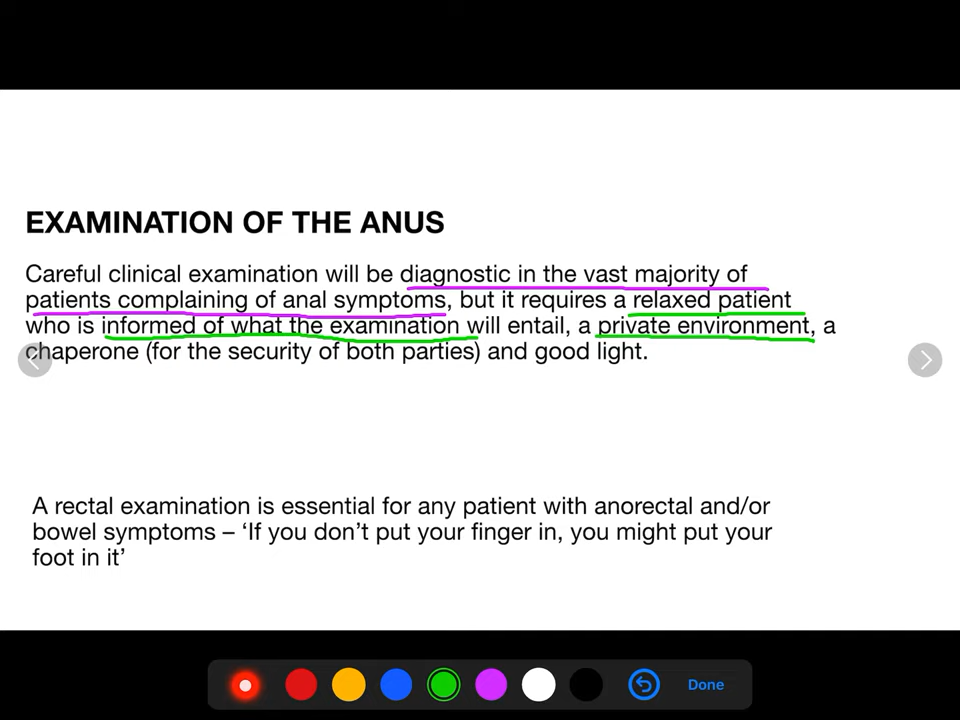 EXAMINATION OF THE ANUS
Careful clinical examination will be diagnostic in the vast majority of
patients complaining of anal symptoms, but it requires a relaxed patient
who is informed of what the examination will entail, a private environment, a
chaperone (for the security of both parties) and good light.
A rectal examination is essential for any patient with anorectal and/or
bowel symptoms – ‘If you don’t put your finger in, you might put your
foot in it’
Done